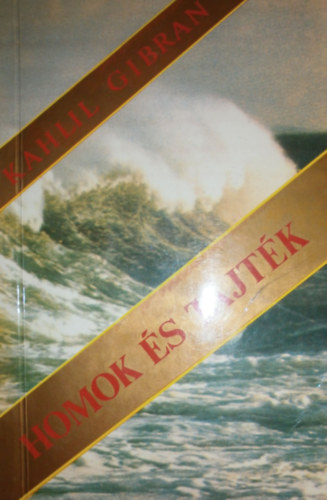 KAHLIL GIBRAN
HOMOK ÉS TAJTÉK